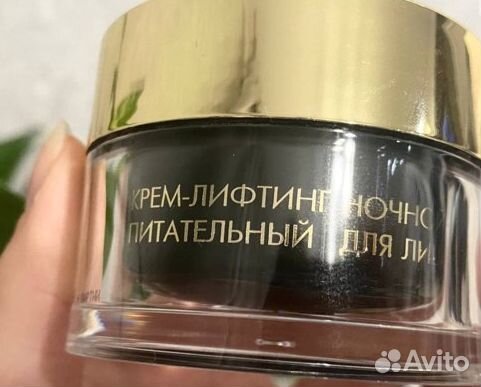 КРЕМ-ЛИФТИНГ НОЧНО
ПИТАТЕЛЬНЫЙ ДЛЯ ЛИ
Avito